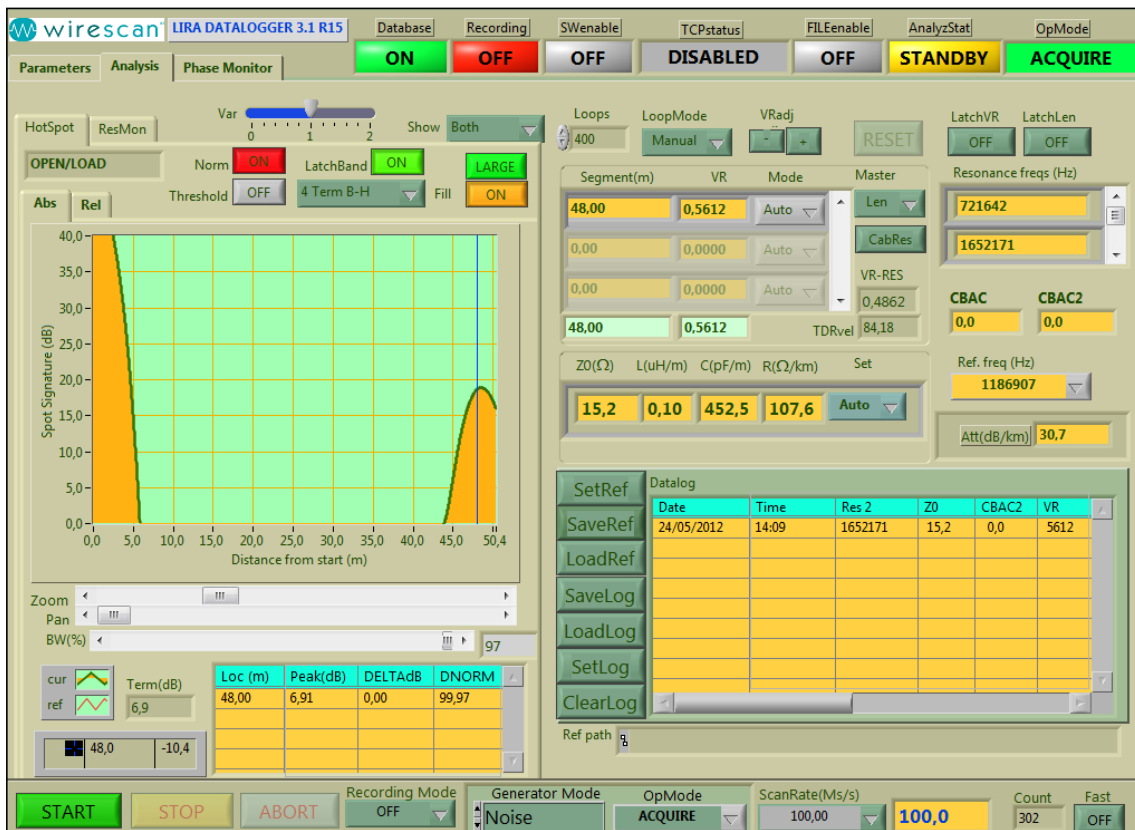 wirescan
LIRA DATALOGGER 3.1 R15
Database Recording SWenable TCPstatus FILEenable AnalyzStat OpMode
ON OFF OFF DISABLED OFF STANDBY ACQUIRE
Parameters Analysis Phase Monitor
HotSpot ResMon
Var 0 1 2
Show Both
OPEN/LOAD
Norm ON LatchBand ON LARGE
Threshold OFF 4 Term B-H Fill ON
Abs Rel
40,0
35,0
30,0
25,0
20,0
15,0
10,0
5,0
0,0
Spot Signature (dB)
0,0 5,0 10,0 15,0 20,0 25,0 30,0 35,0 40,0 45,0 50,4
Distance from start (m)
Zoom
Pan
BW(%) 97
cur
ref
Term(dB)
6,9
Loc (m) Peak(dB) DELTAdB DNORM
48,00 6,91 0,00 99,97
48,0 -10,4
Loops LoopMode VRadj
400 Manual - + RESET
LatchVR LatchLen
OFF OFF
Segment(m) VR Mode Master
48,00 0,5612 Auto Len
0,00 0,0000 Auto CabRes
0,00 0,0000 Auto
VR-RES
0,4862
48,00 0,5612 TDRvel 84,18
Resonance freqs (Hz)
721642
1652171
CBAC CBAC2
0,0 0,0
Z0(Ω) L(uH/m) C(pF/m) R(Ω/km) Set
15,2 0,10 452,5 107,6 Auto
Ref. freq (Hz)
1186907
Att(dB/km) 30,7
SetRef
SaveRef
LoadRef
SaveLog
LoadLog
SetLog
ClearLog
Datalog
Date Time Res 2 Z0 CBAC2 VR
24/05/2012 14:09 1652171 15,2 0,0 5612
Ref path
START STOP ABORT
Recording Mode
OFF
Generator Mode
Noise
OpMode
ACQUIRE
ScanRate(Ms/s)
100,00 100,0
Count
302
Fast
OFF